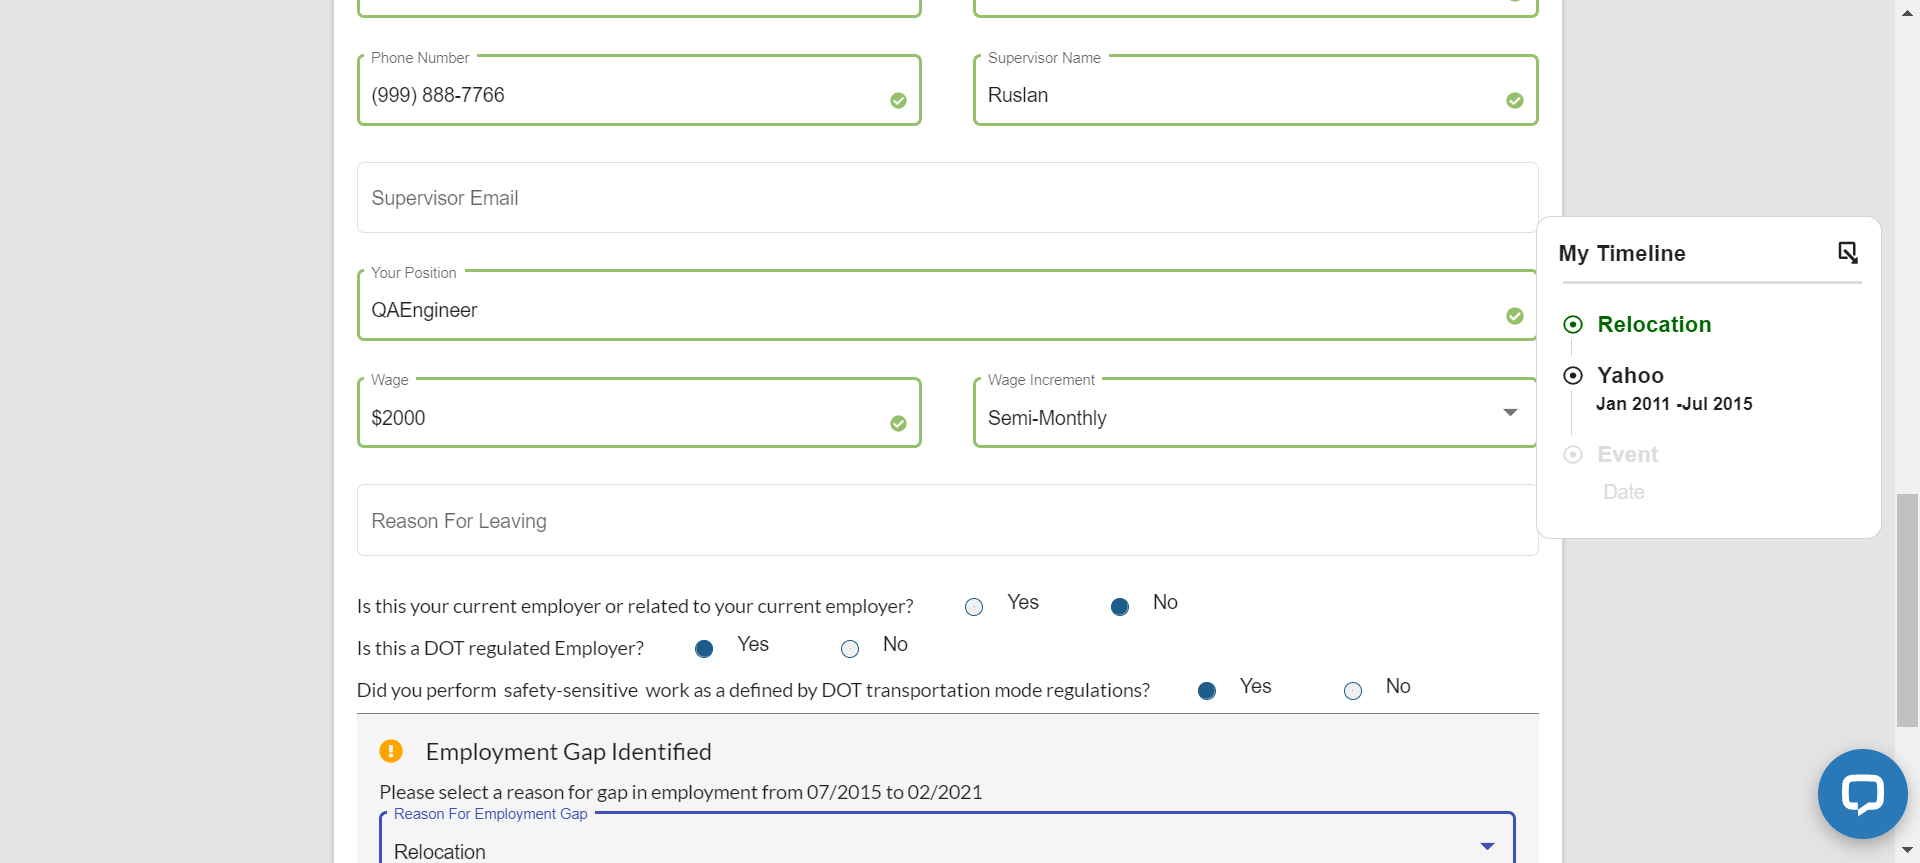 Phone Number
(999) 888-7766
Supervisor Name
Ruslan
Supervisor Email
Your Position
QAEngineer
Wage
$2000
Wage Increment
Semi-Monthly
Reason For Leaving
Is this your current employer or related to your current employer? Yes No
Is this a DOT regulated Employer? Yes No
Did you perform safety-sensitive work as a defined by DOT transportation mode regulations? Yes No
Employment Gap Identified
Please select a reason for gap in employment from 07/2015 to 02/2021
Reason For Employment Gap
Relocation
My Timeline
Relocation
Yahoo
Jan 2011 -Jul 2015
Event
Date